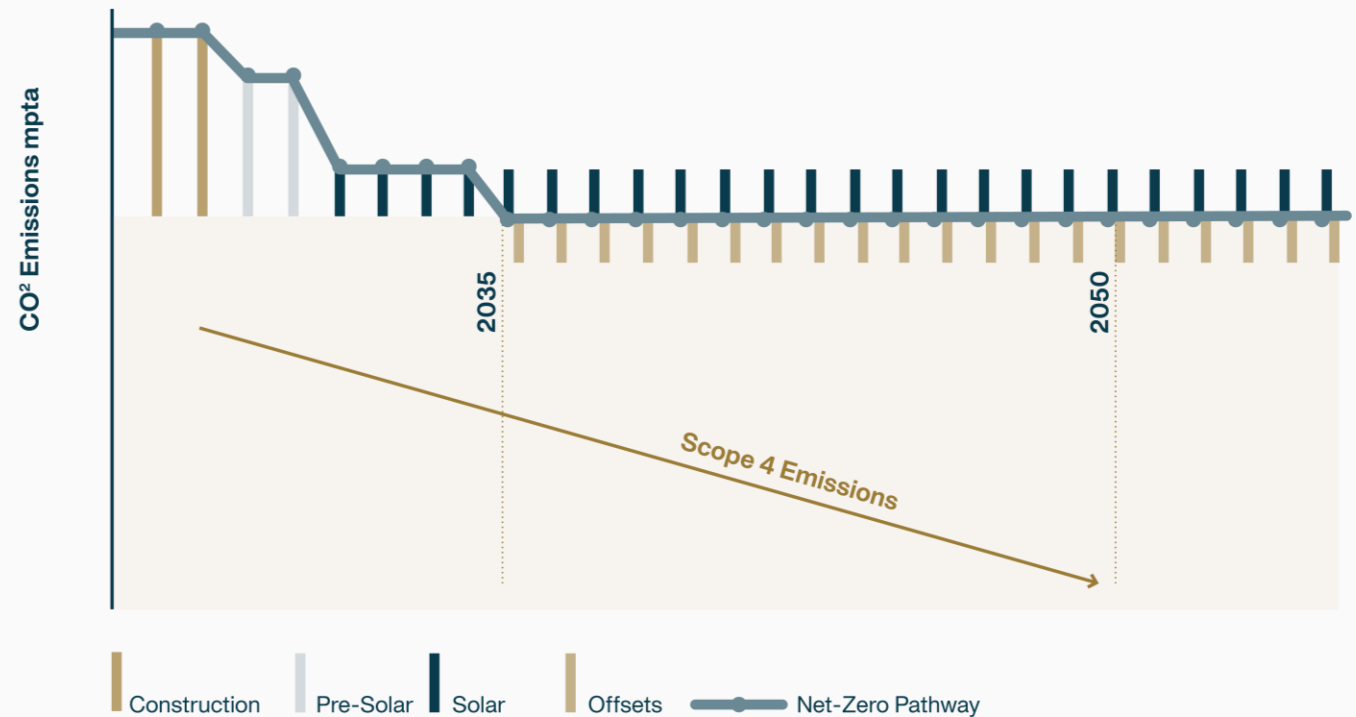 CO² Emissions mpta
2035
2050
Scope 4 Emissions
Construction
Pre-Solar
Solar
Offsets
Net-Zero Pathway